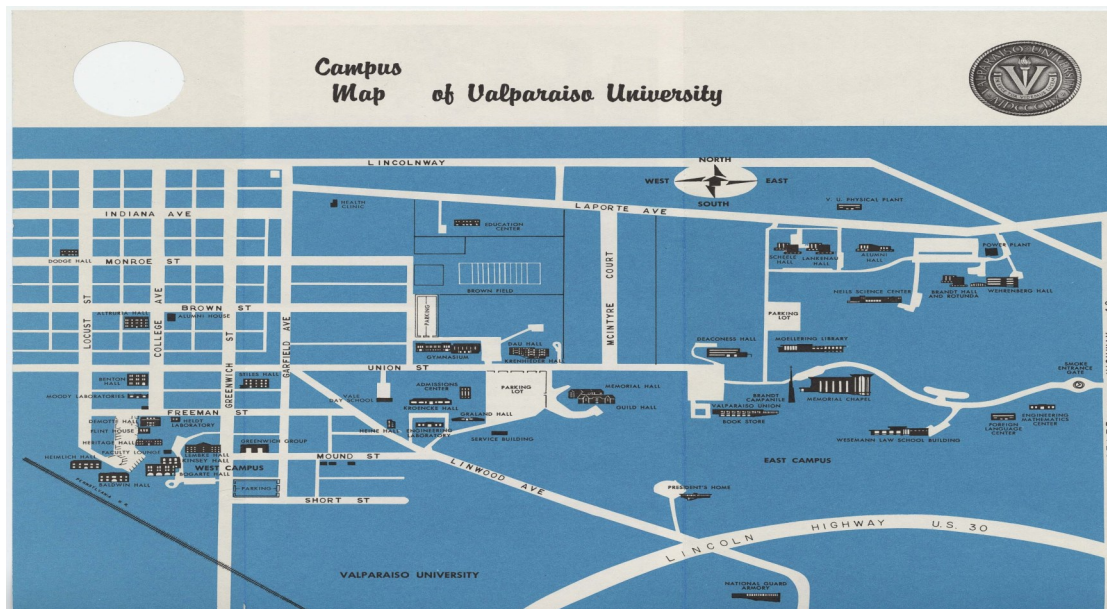 Campus
Map of Valparaiso University
LINCOLNWAY
NORTH
WEST EAST
SOUTH
INDIANA AVE
HEALTH
CLINIC
LAPORTE AVE
V. U. PHYSICAL PLANT
EDUCATION
CENTER
DODGE HALL
MONROE ST
SCHEELE
HALL
LANKENAU
HALL
ALUMNI
HALL
POWER PLANT
MCINTYRE COURT
BROWN FIELD
NEILS SCIENCE CENTER
BRANDT HALL
AND ROTUNDA
WEHRENBERG HALL
LOCUST ST
COLLEGE AVE
BROWN ST
ALTRURIA HALL
ALUMNI HOUSE
GREENWICH ST
GARFIELD AVE
PARKING
PARKING
LOT
GYMNASIUM
DAU HALL
KREINHEDER HALL
DEACONESS HALL
MOELLERING LIBRARY
UNION ST
SMOKE
ENTRANCE
GATE
BENTON
HALL
STILES HALL
VALE
DAY SCHOOL
ADMISSIONS
CENTER
PARKING
LOT
MEMORIAL HALL
MOODY LABORATORIES
KROENCKE HALL
GUILD HALL
BRANDT
CAMPANILE
MEMORIAL CHAPEL
VALPARAISO UNION
BOOK STORE
FREEMAN ST
DEMOTTE HALL
HELDT
LABORATORY
GRALAND HALL
HEINE HALL
ENGINEERING
LABORATORY
SERVICE BUILDING
FOREIGN
LANGUAGE
CENTER
ENGINEERING
MATHEMATICS
CENTER
FLINT HOUSE
HERITAGE HALL
GREENWICH GROUP
WESEMANN LAW SCHOOL BUILDING
FACULTY LOUNGE
LEMBKE HALL
KINSEY HALL
HEIMLICH HALL
WEST CAMPUS
BOGARTE HALL
MOUND ST
EAST CAMPUS
BALDWIN HALL
LINWOOD AVE
PARKING
SHORT ST
PENNSYLVANIA R.R.
PRESIDENT'S HOME
LINCOLN HIGHWAY U.S. 30
VALPARAISO UNIVERSITY
NATIONAL GUARD
ARMORY